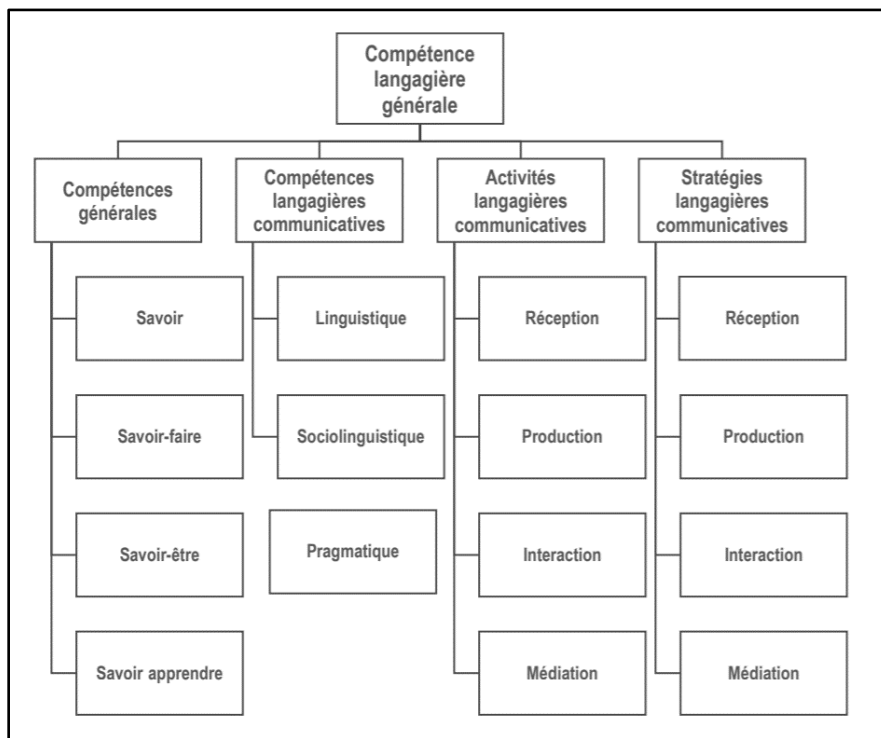 Compétence
langagière
générale
Compétences
générales
Compétences
langagières
communicatives
Activités
langagières
communicatives
Stratégies
langagières
communicatives
Savoir
Linguistique
Réception
Réception
Savoir-faire
Sociolinguistique
Production
Production
Savoir-être
Pragmatique
Interaction
Interaction
Savoir apprendre
Médiation
Médiation